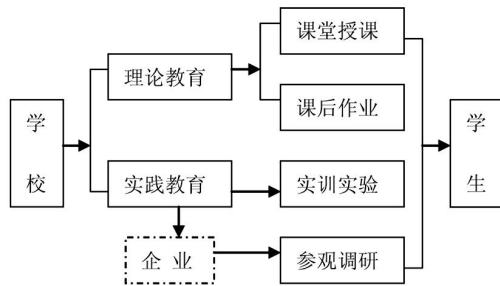 学校
理论教育
实践教育
企 业
课堂授课
课后作业
实训实验
参观调研
学生